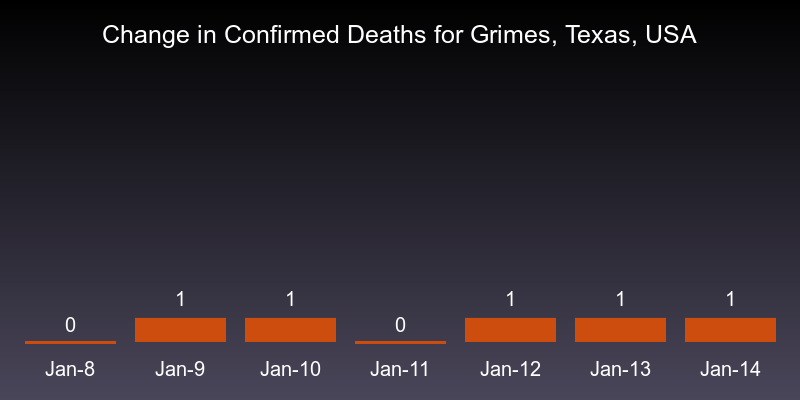 Change in Confirmed Deaths for Grimes, Texas, USA
0 1 1 0 1 1 1
Jan-8 Jan-9 Jan-10 Jan-11 Jan-12 Jan-13 Jan-14